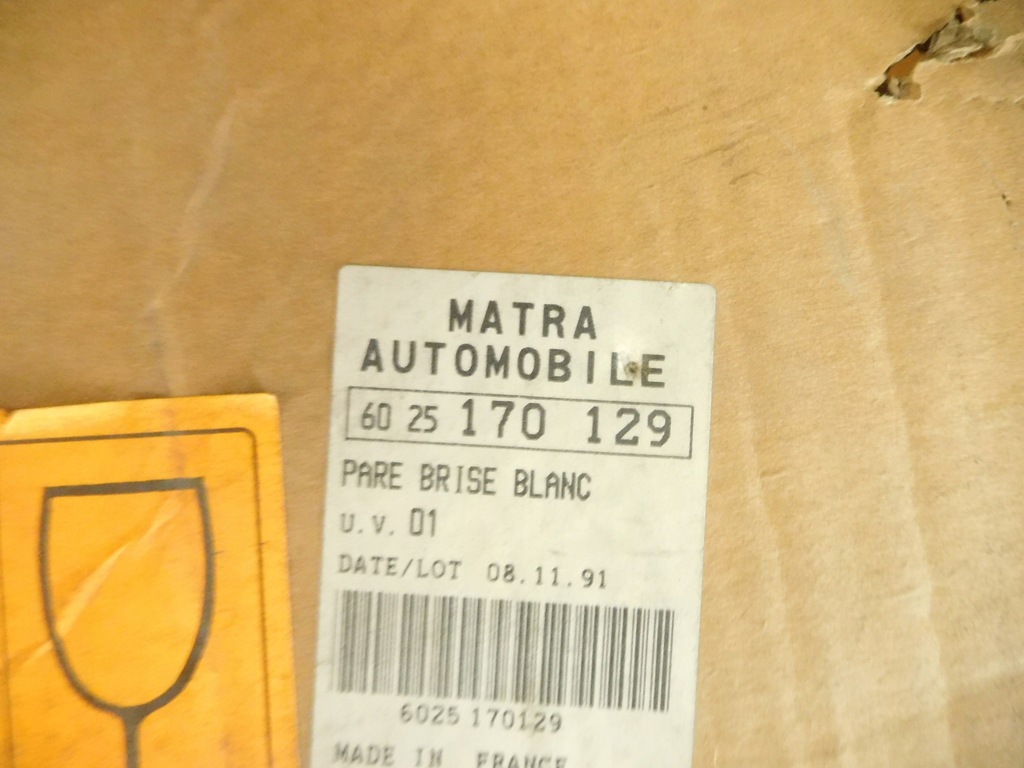 MATRA
AUTOMOBILE
60 25 170 129
PARE BRISE BLANC
U.V. 01
DATE/LOT 08.11.91
6025 170129
MADE IN FRANCE